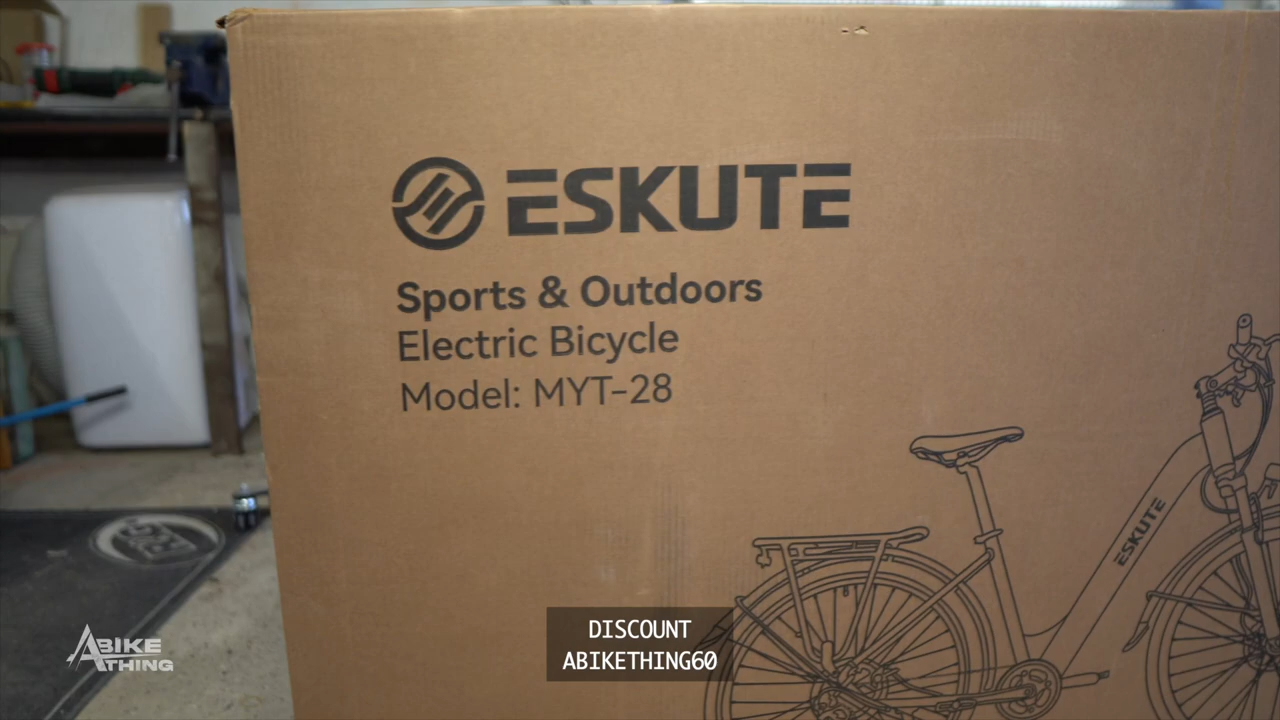 ESKUTE
Sports & Outdoors
Electric Bicycle
Model: MYT-28
ESKUTE
DISCOUNT
ABIKETHING60
ABIKE
THING